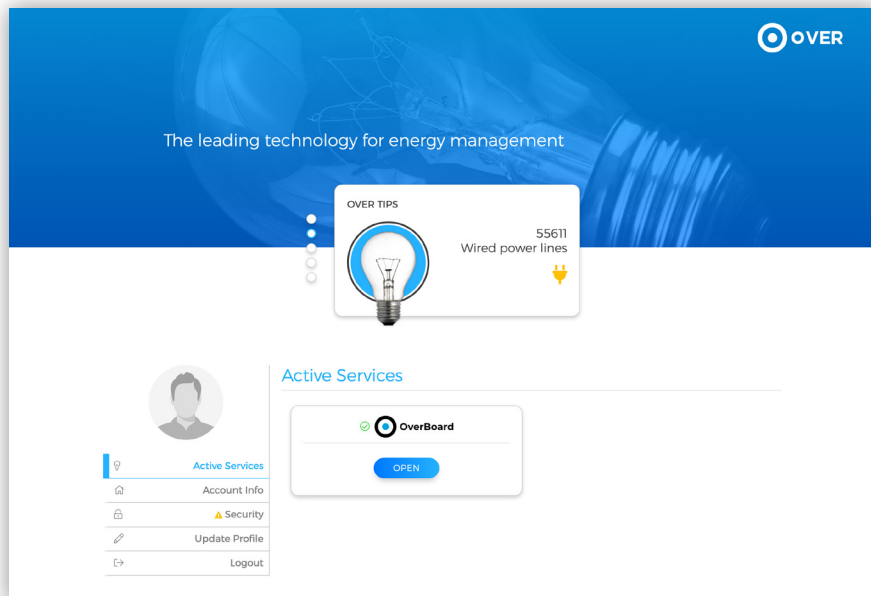 OVER
The leading technology for energy management
OVER TIPS
55611
Wired power lines
Active Services
OverBoard
OPEN
Active Services
Account Info
Security
Update Profile
Logout